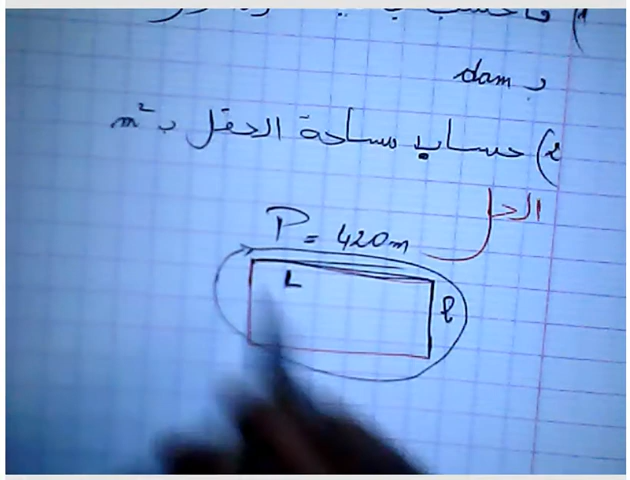 ب dam
2) حساب مساحة الحقل ب m²
الحل
P = 420m
L
l